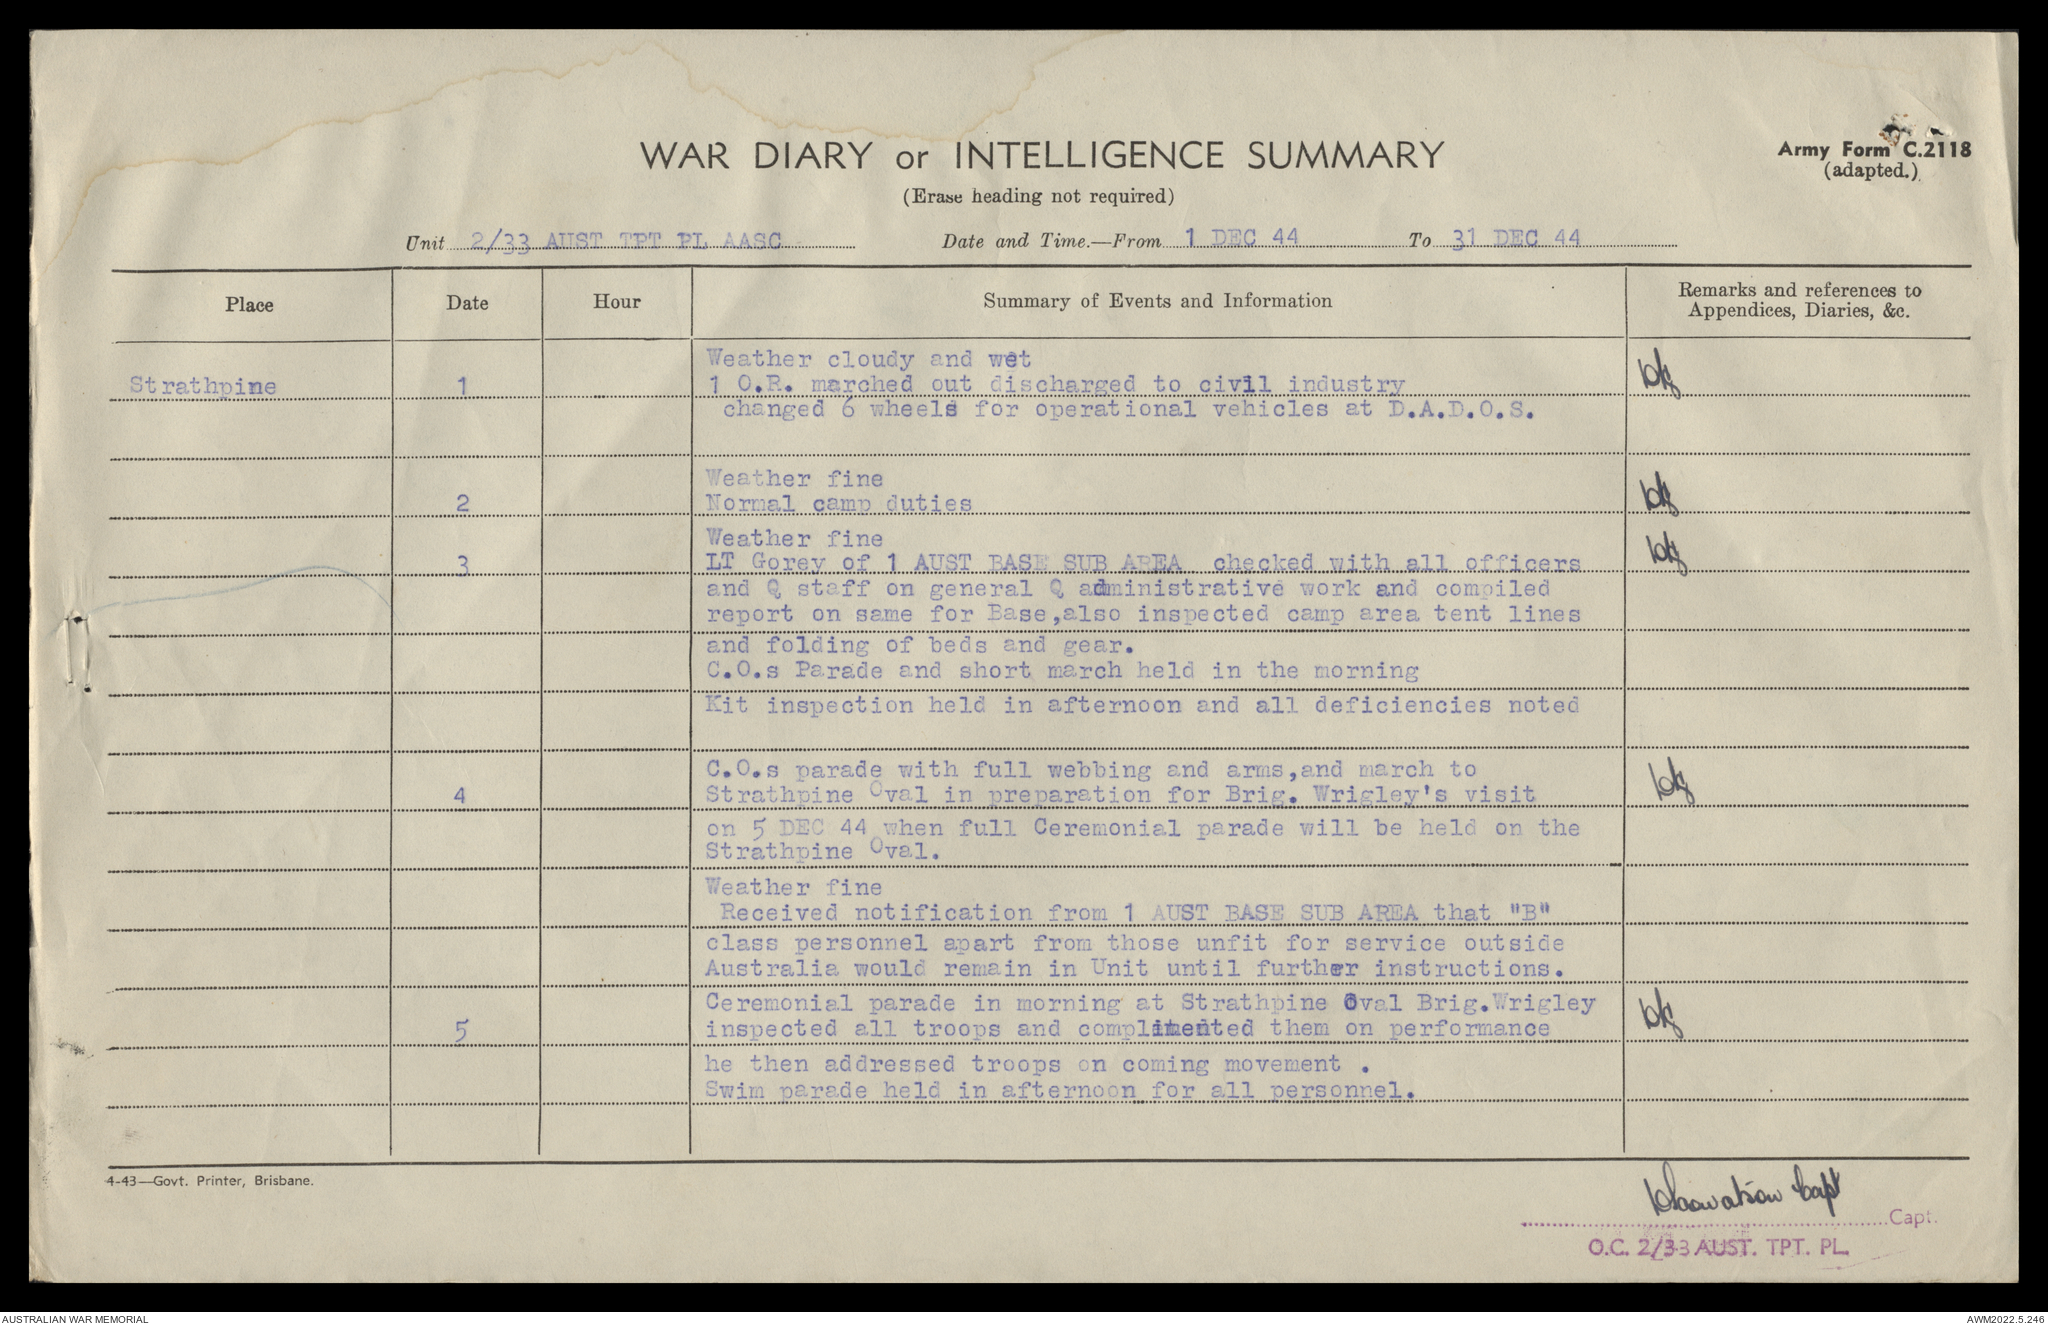 WAR DIARY or INTELLIGENCE SUMMARY
(Erase heading not required)
Army Form C.2118
(adapted.)
Unit 2/33 AUST TPT PL AASC Date and Time.—From 1 DEC 44 To 31 DEC 44
Place Date Hour Summary of Events and Information Remarks and references to
Appendices, Diaries, &c.
Weather cloudy and wet
Strathpine 1 1 O.R. marched out discharged to civil industry
changed 6 wheels for operational vehicles at D.A.D.O.S.
Weather fine
2 Normal camp duties
Weather fine
3 LT Gorey of 1 AUST BASE SUB AREA checked with all officers
and Q staff on general Q administrative work and compiled
report on same for Base,also inspected camp area tent lines
and folding of beds and gear.
C.O.s Parade and short march held in the morning
Kit inspection held in afternoon and all deficiencies noted
C.O.s parade with full webbing and arms,and march to
4 Strathpine Oval in preparation for Brig. Wrigley's visit
on 5 DEC 44 when full Ceremonial parade will be held on the
Strathpine Oval.
Weather fine
Received notification from 1 AUST BASE SUB AREA that "B"
class personnel apart from those unfit for service outside
Australia would remain in Unit until further instructions.
Ceremonial parade in morning at Strathpine Oval Brig.Wrigley
5 inspected all troops and complimented them on performance
he then addressed troops on coming movement .
Swim parade held in afternoon for all personnel.
4-43—Govt. Printer, Brisbane.
Capt
Capt.
O.C. 2/33 AUST. TPT. PL.
AUSTRALIAN WAR MEMORIAL
AWM2022.5.246